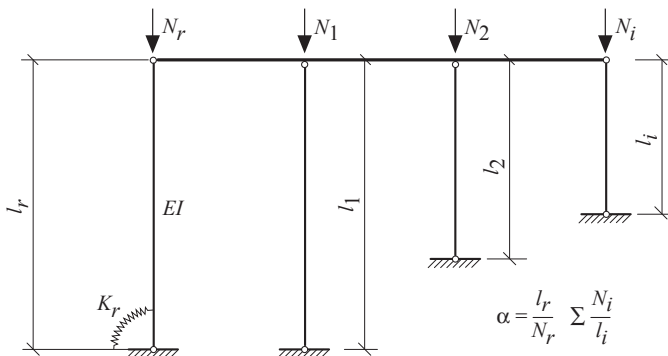 N_r
N_1
N_2
N_i
l_r
EI
l_1
l_2
l_i
K_r
α = l_r/N_r Σ N_i/l_i